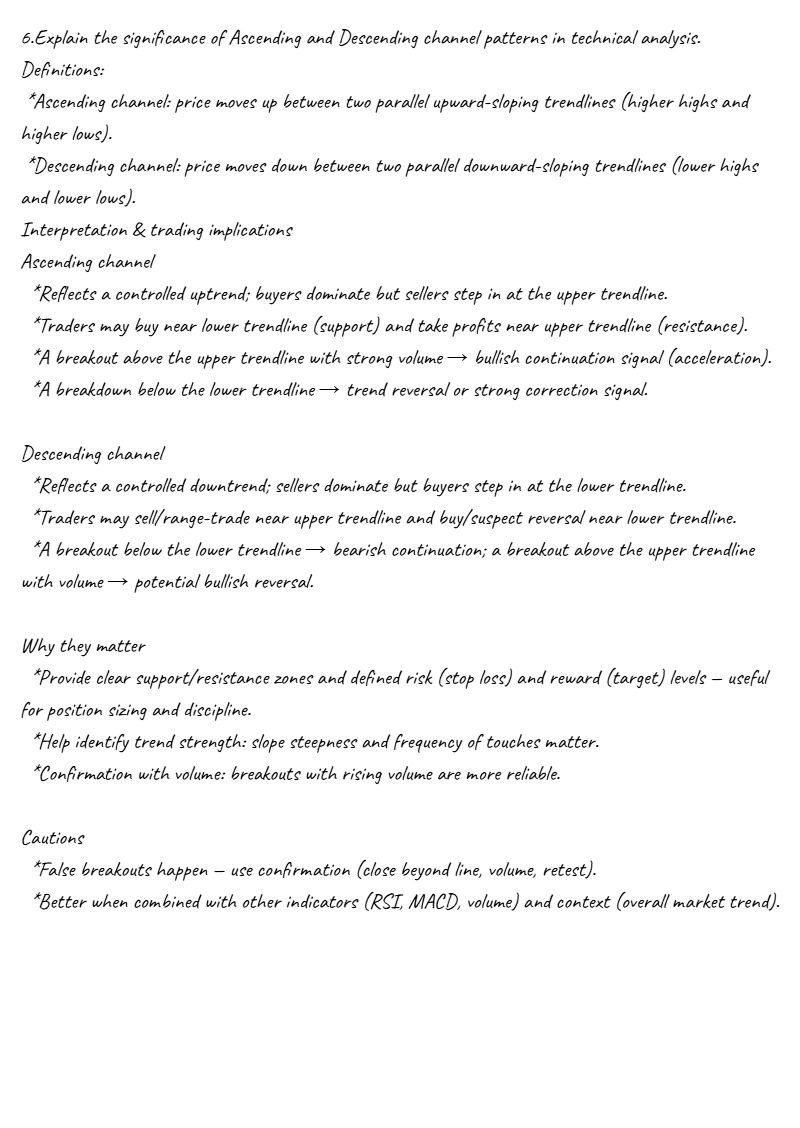 6.Explain the significance of Ascending and Descending channel patterns in technical analysis.
Definitions:
*Ascending channel: price moves up between two parallel upward-sloping trendlines (higher highs and
higher lows).
*Descending channel: price moves down between two parallel downward-sloping trendlines (lower highs
and lower lows).
Interpretation & trading implications
Ascending channel
*Reflects a controlled uptrend; buyers dominate but sellers step in at the upper trendline.
*Traders may buy near lower trendline (support) and take profits near upper trendline (resistance).
*A breakout above the upper trendline with strong volume → bullish continuation signal (acceleration).
*A breakdown below the lower trendline → trend reversal or strong correction signal.
Descending channel
*Reflects a controlled downtrend; sellers dominate but buyers step in at the lower trendline.
*Traders may sell/range-trade near upper trendline and buy/suspect reversal near lower trendline.
*A breakout below the lower trendline → bearish continuation; a breakout above the upper trendline
with volume → potential bullish reversal.
Why they matter
*Provide clear support/resistance zones and defined risk (stop loss) and reward (target) levels — useful
for position sizing and discipline.
*Help identify trend strength: slope steepness and frequency of touches matter.
*Confirmation with volume: breakouts with rising volume are more reliable.
Cautions
*False breakouts happen — use confirmation (close beyond line, volume, retest).
*Better when combined with other indicators (RSI, MACD, volume) and context (overall market trend).